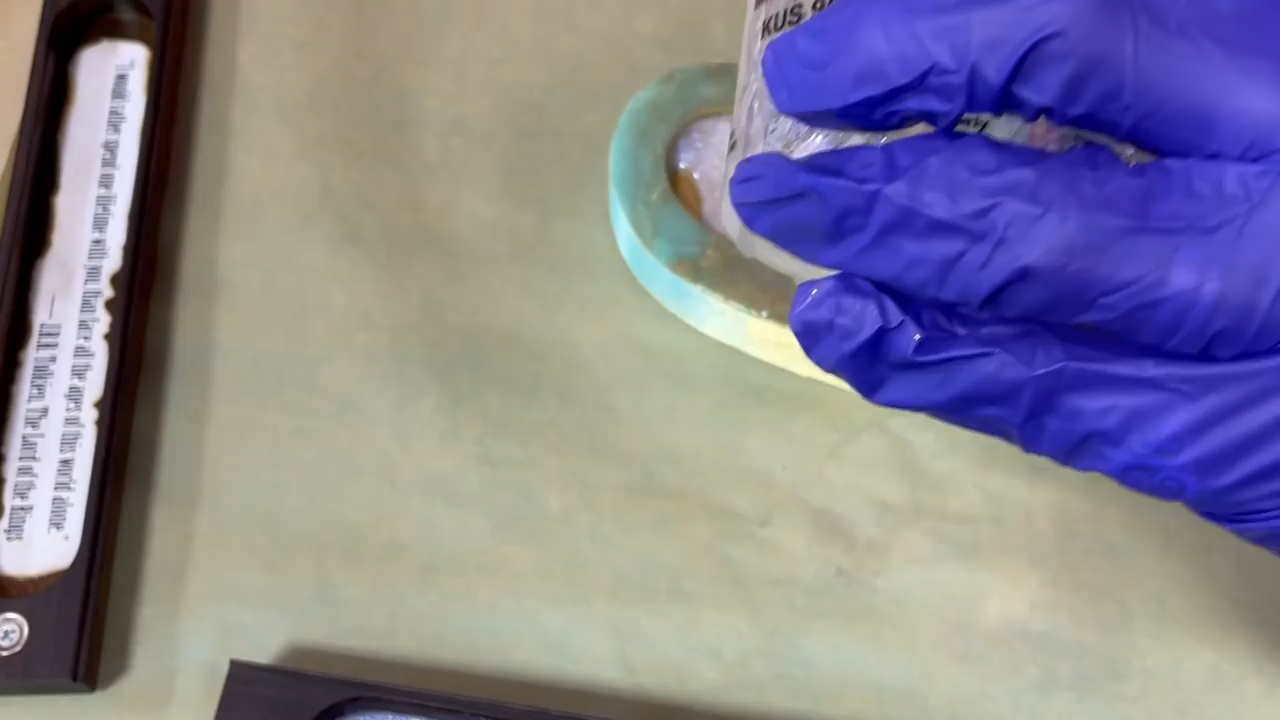 KUS
"I would rather spend one lifetime with you than face all the ages of this world alone."
— J.R.R. Tolkien, The Lord of the Rings